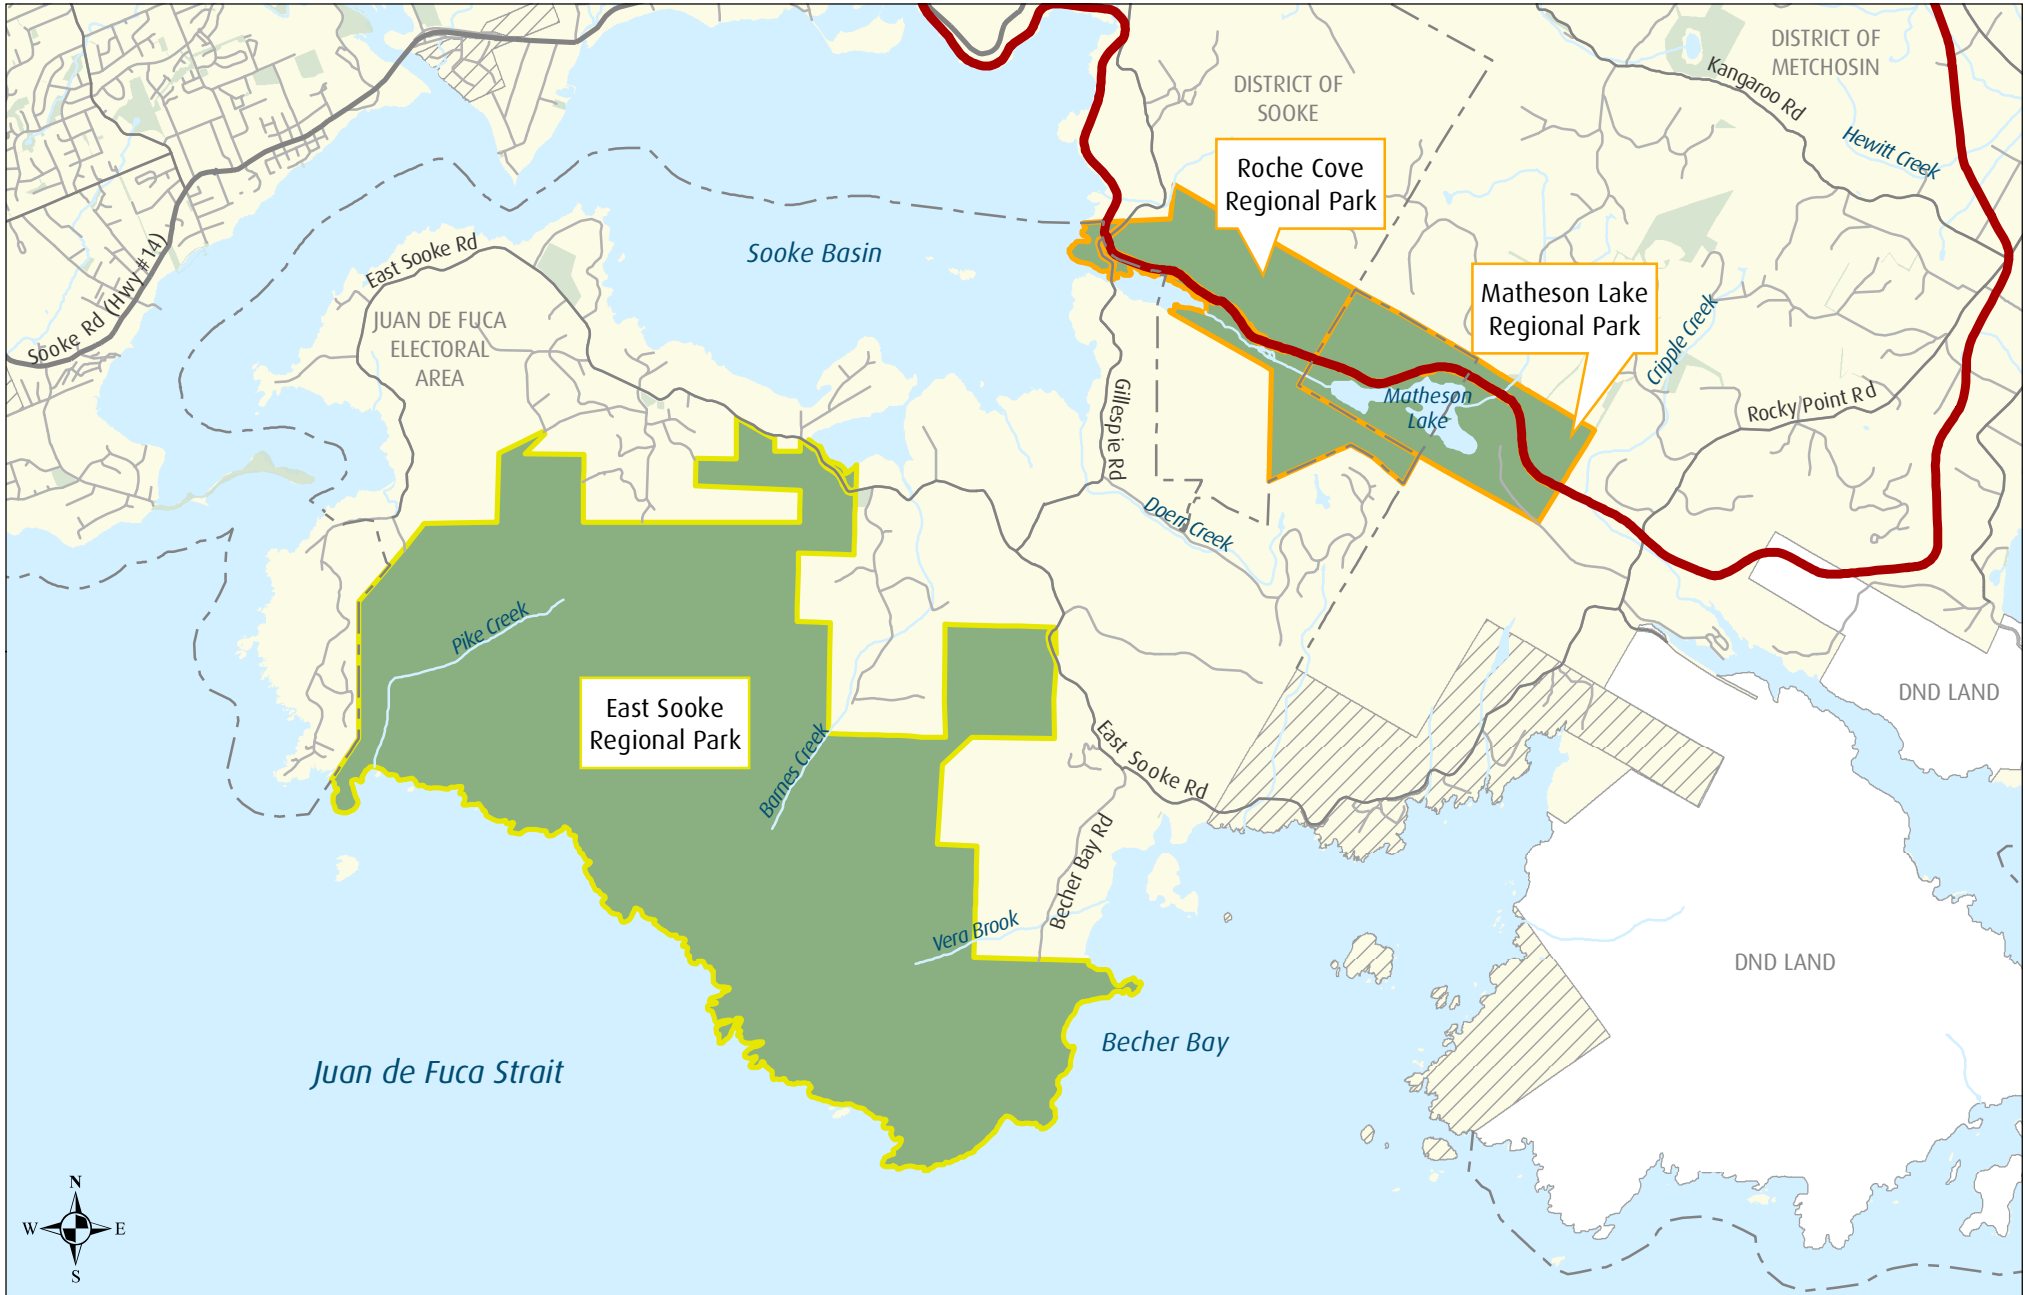 DISTRICT OF
METCHOSIN
Kangaroo Rd
Hewitt Creek
DISTRICT OF
SOOKE
Roche Cove
Regional Park
Sooke Rd (Hwy #14)
East Sooke Rd
Sooke Basin
Matheson Lake
Regional Park
Cripple Creek
JUAN DE FUCA
ELECTORAL
AREA
Gillespie Rd
Matheson
Lake
Rocky Point Rd
Doerr Creek
Pike Creek
East Sooke
Regional Park
Barnes Creek
East Sooke Rd
DND LAND
Becher Bay Rd
Vera Brook
DND LAND
Becher Bay
Juan de Fuca Strait
N
W E
S